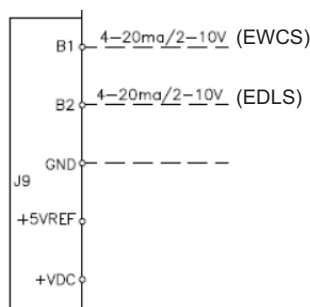 B1 4-20ma/2-10V (EWCS)
B2 4-20ma/2-10V (EDLS)
GND
J9
+5VREF
+VDC